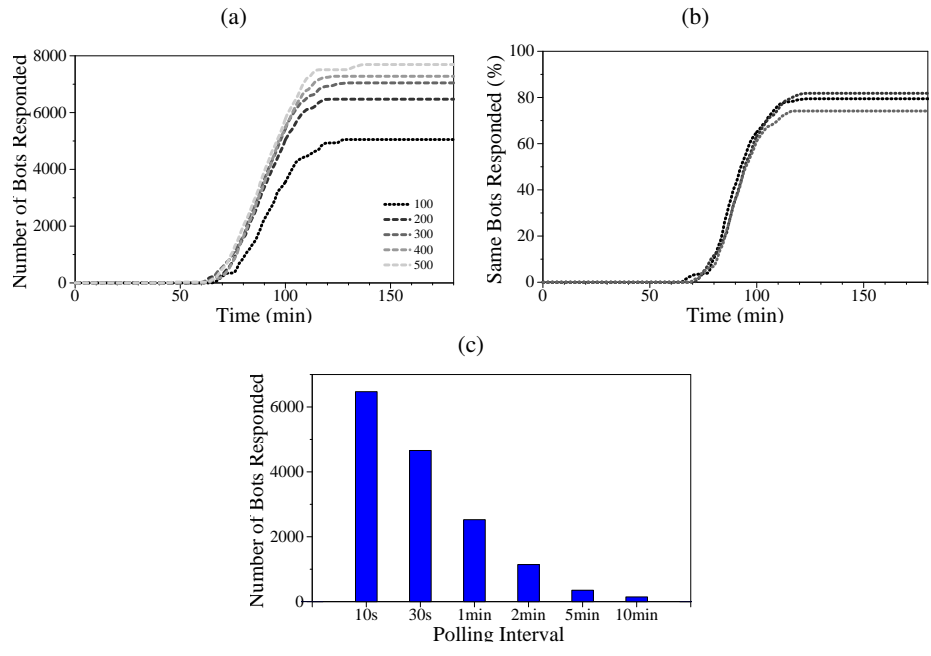 (a)
Number of Bots Responded
8000
6000
4000
2000
0
100
200
300
400
500
0
50
100
150
Time (min)
(b)
Same Bots Responded (%)
100
80
60
40
20
0
0
50
100
150
Time (min)
(c)
Number of Bots Responded
6000
4000
2000
0
10s
30s
1min
2min
5min
10min
Polling Interval